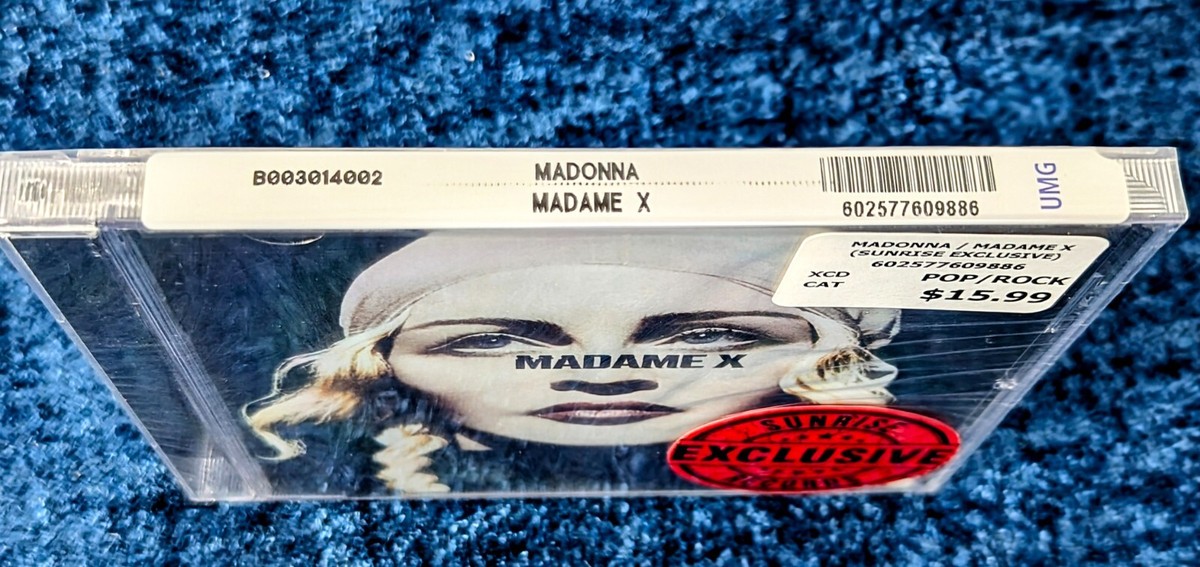 B003014002
MADONNA
MADAME X
602577609886
UMG
MADONNA / MADAME X
(SUNRISE EXCLUSIVE)
602577609886
XCD POP/ROCK
CAT $15.99
MADAME X
SUNRISE
EXCLUSIVE
RECORDS